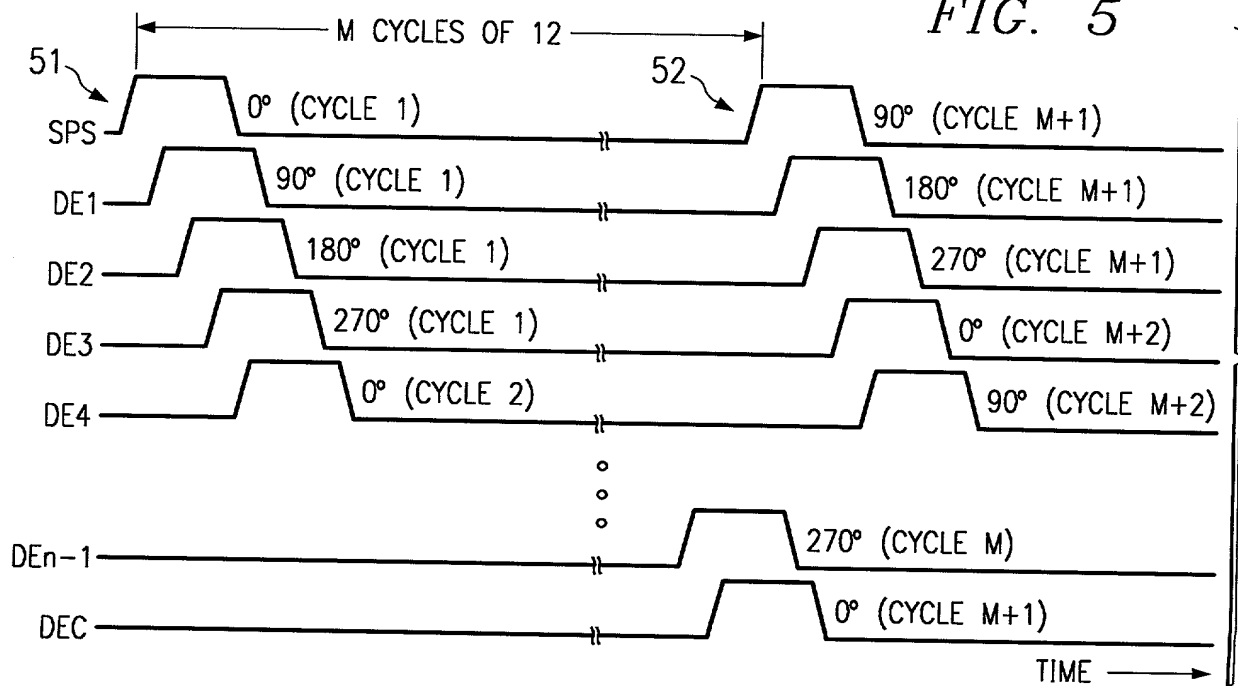 FIG. 5
M CYCLES OF 12
51
52
SPS
0° (CYCLE 1)
90° (CYCLE M+1)
DE1
90° (CYCLE 1)
180° (CYCLE M+1)
DE2
180° (CYCLE 1)
270° (CYCLE M+1)
DE3
270° (CYCLE 1)
0° (CYCLE M+2)
DE4
0° (CYCLE 2)
90° (CYCLE M+2)
DEn-1
270° (CYCLE M)
DEC
0° (CYCLE M+1)
TIME